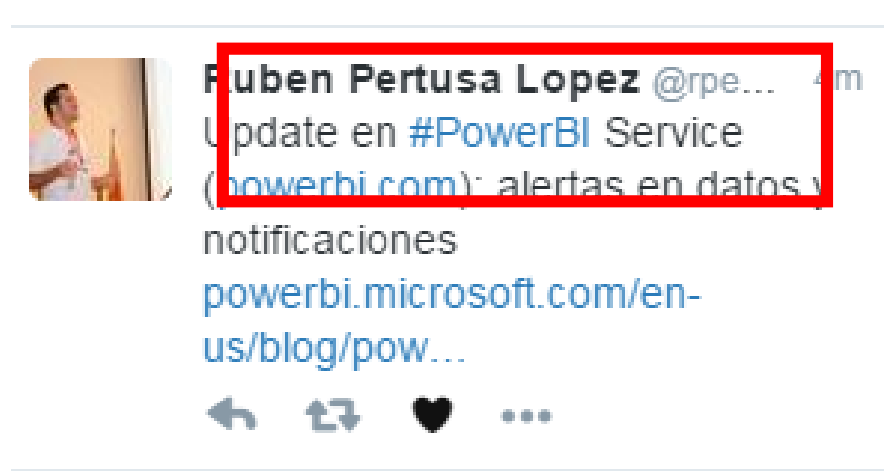 Ruben Pertusa Lopez @rpe... 4m
Update en #PowerBI Service
(powerbi.com): alertas en datos y
notificaciones
powerbi.microsoft.com/en-
us/blog/pow...